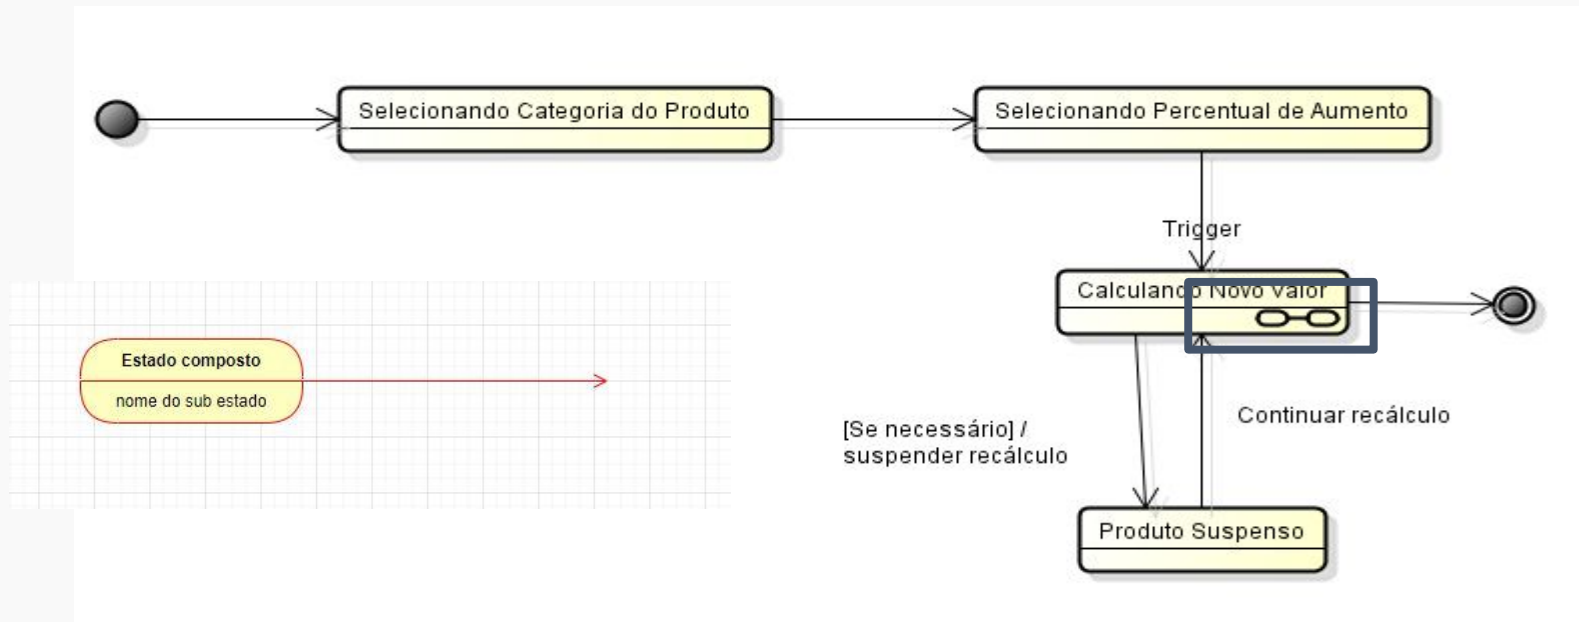 Selecionando Categoria do Produto
Selecionando Percentual de Aumento
Trigger
Calculando Novo Valor
Estado composto
nome do sub estado
[Se necessário] /
suspender recálculo
Continuar recálculo
Produto Suspenso